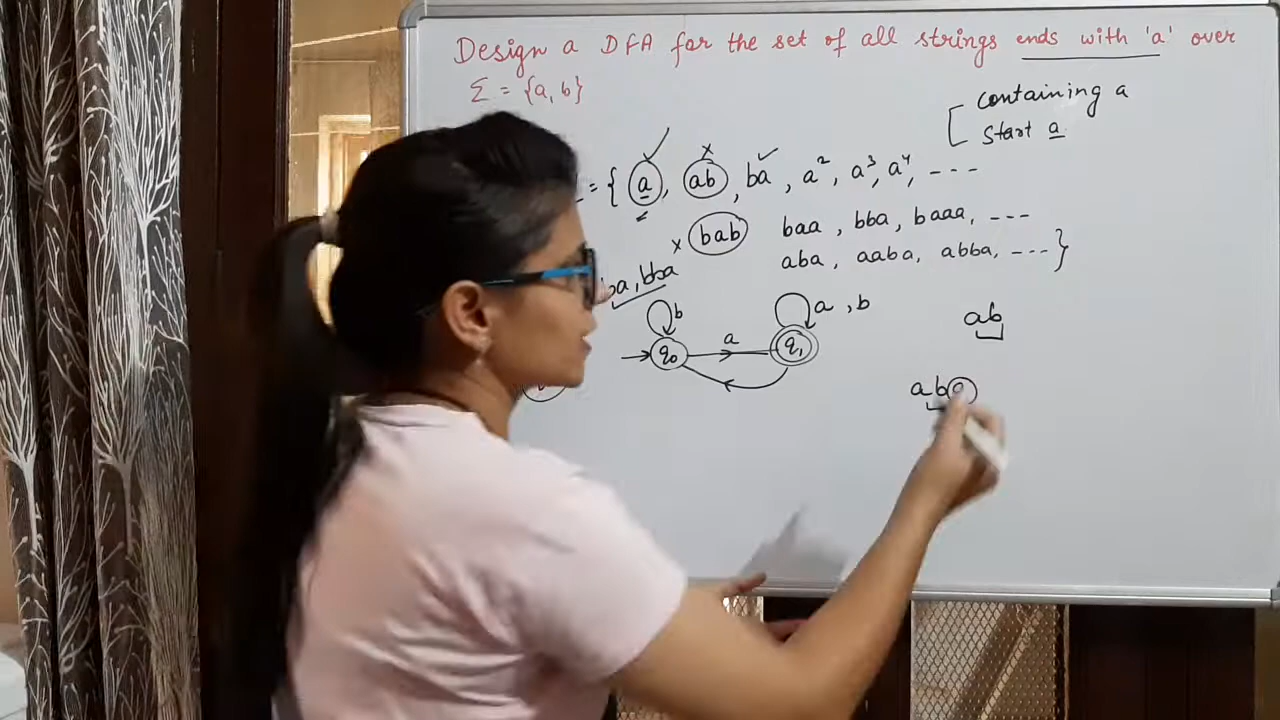 Design a DFA for the set of all strings ends with 'a' over
Σ = {a, b}
containing a
start a
= { a, ab, ba, a², a³, a⁴, ---
x bab baa, bba, baaa, ---
aba, aaba, abba, --- }
ba, bba
b a, b
ab
q₀ a q₁
ab